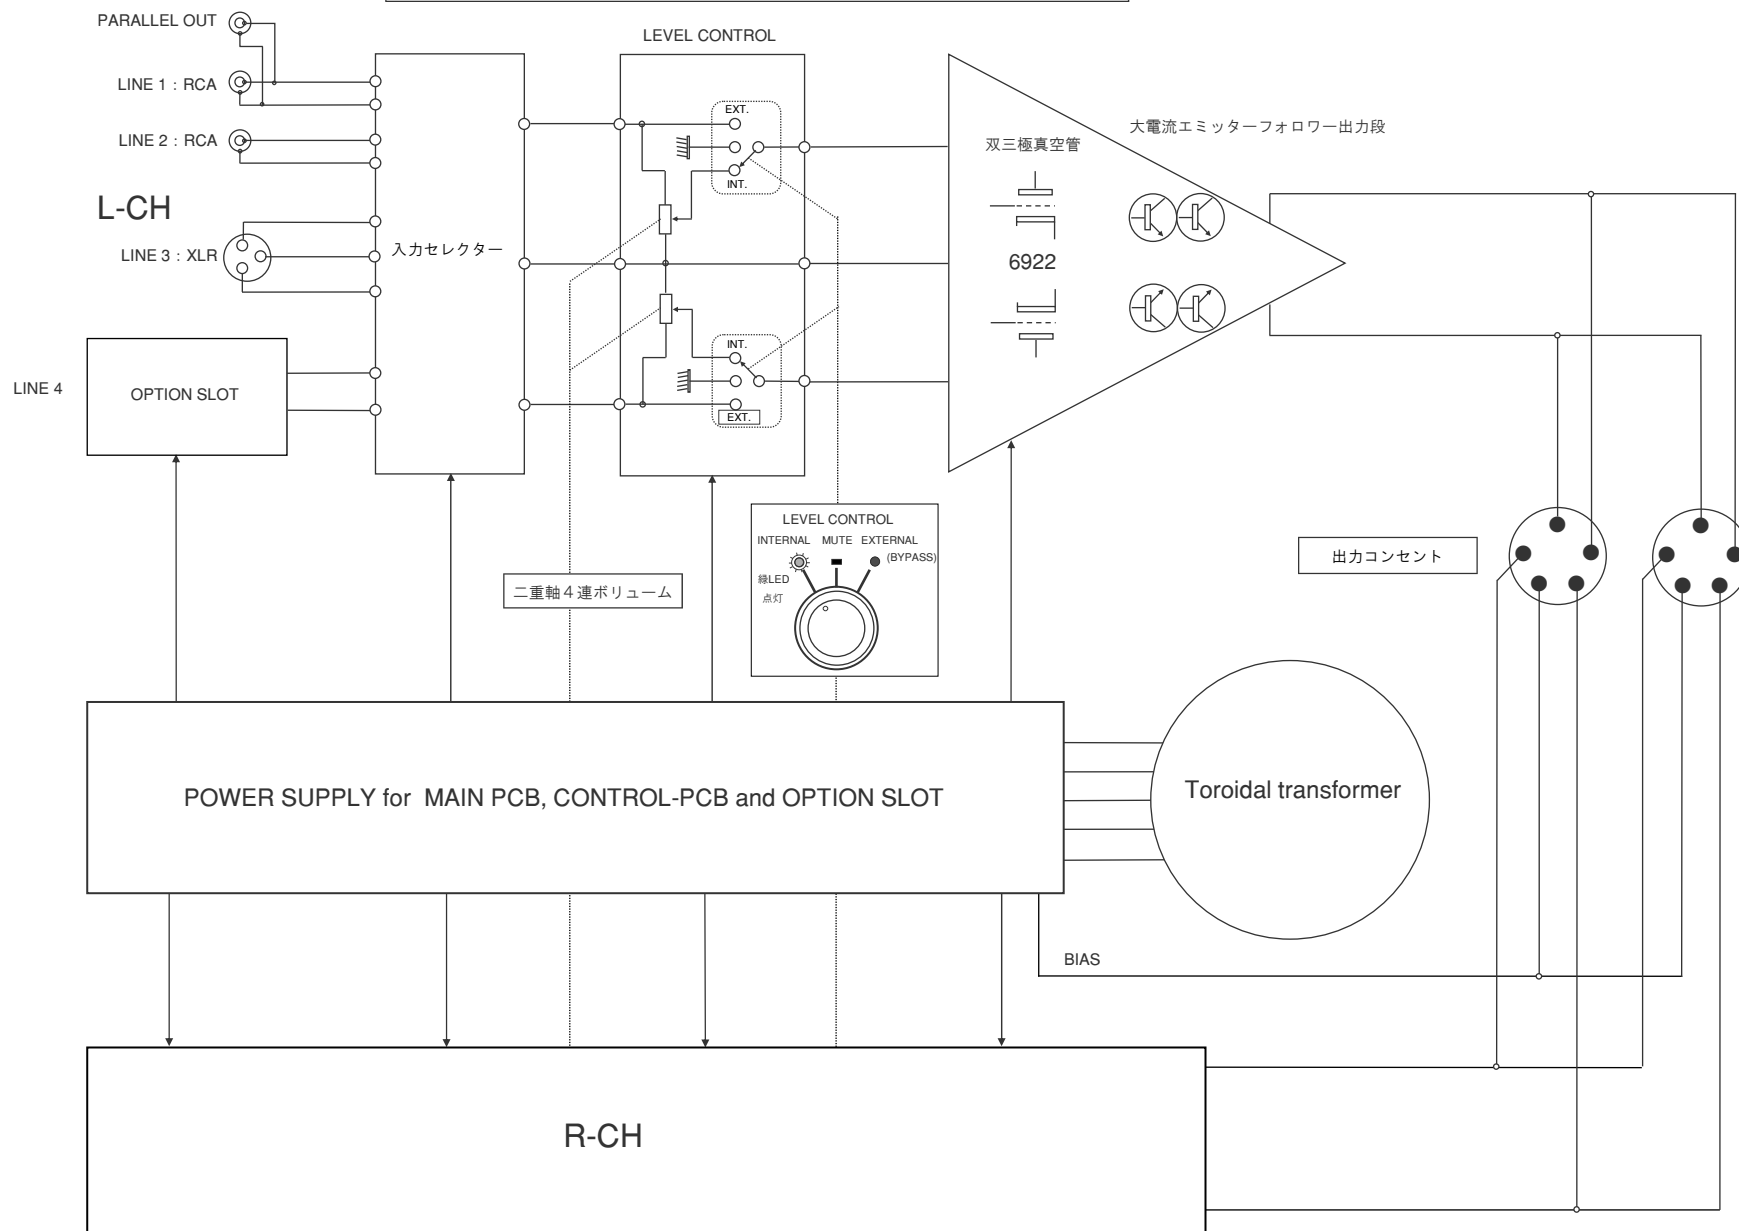 PARALLEL OUT
LINE 1 : RCA
LINE 2 : RCA
L-CH
LINE 3 : XLR
LINE 4
OPTION SLOT
入力セレクター
LEVEL CONTROL
EXT.
INT.
INT.
EXT.
双三極真空管
6922
大電流エミッターフォロワー出力段
LEVEL CONTROL
INTERNAL MUTE EXTERNAL
(BYPASS)
緑LED
点灯
二重軸４連ボリューム
出力コンセント
POWER SUPPLY for MAIN PCB, CONTROL-PCB and OPTION SLOT
Toroidal transformer
BIAS
R-CH